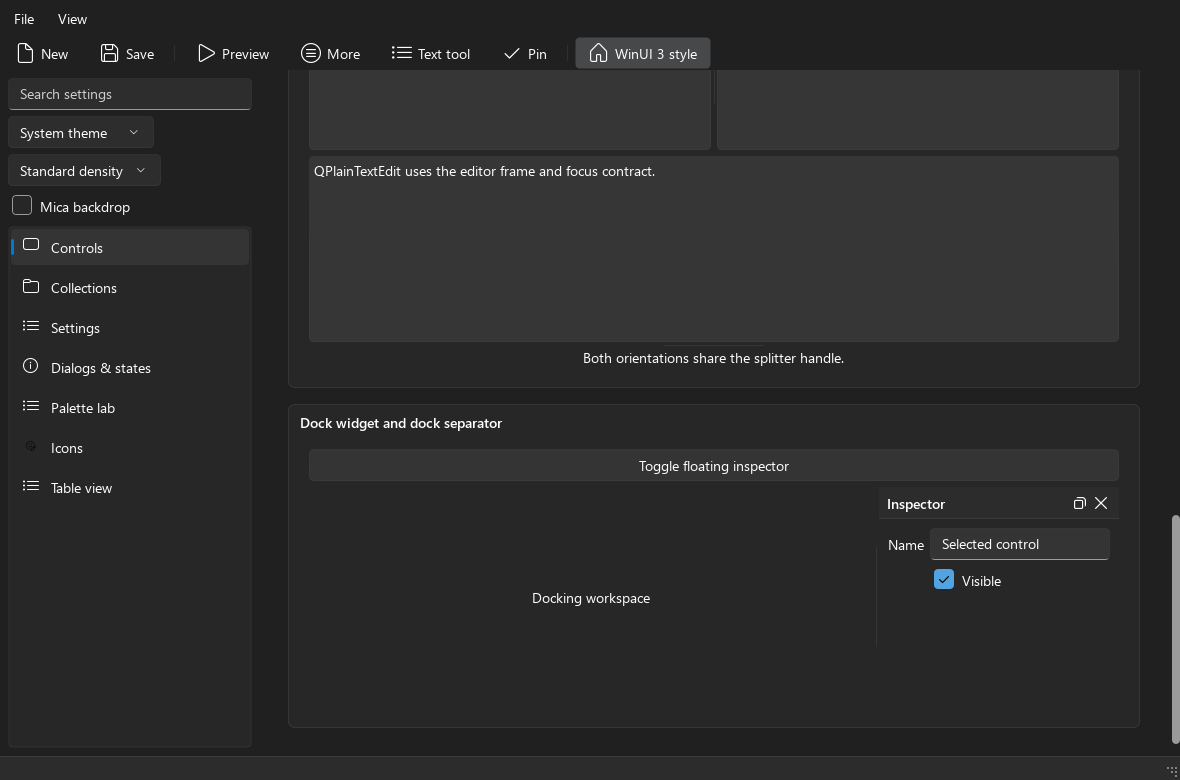 File View
New Save Preview More Text tool Pin WinUI 3 style
Search settings
System theme
Standard density
Mica backdrop
Controls
Collections
Settings
Dialogs & states
Palette lab
Icons
Table view
QPlainTextEdit uses the editor frame and focus contract.
Both orientations share the splitter handle.
Dock widget and dock separator
Toggle floating inspector
Docking workspace
Inspector
Name Selected control
Visible